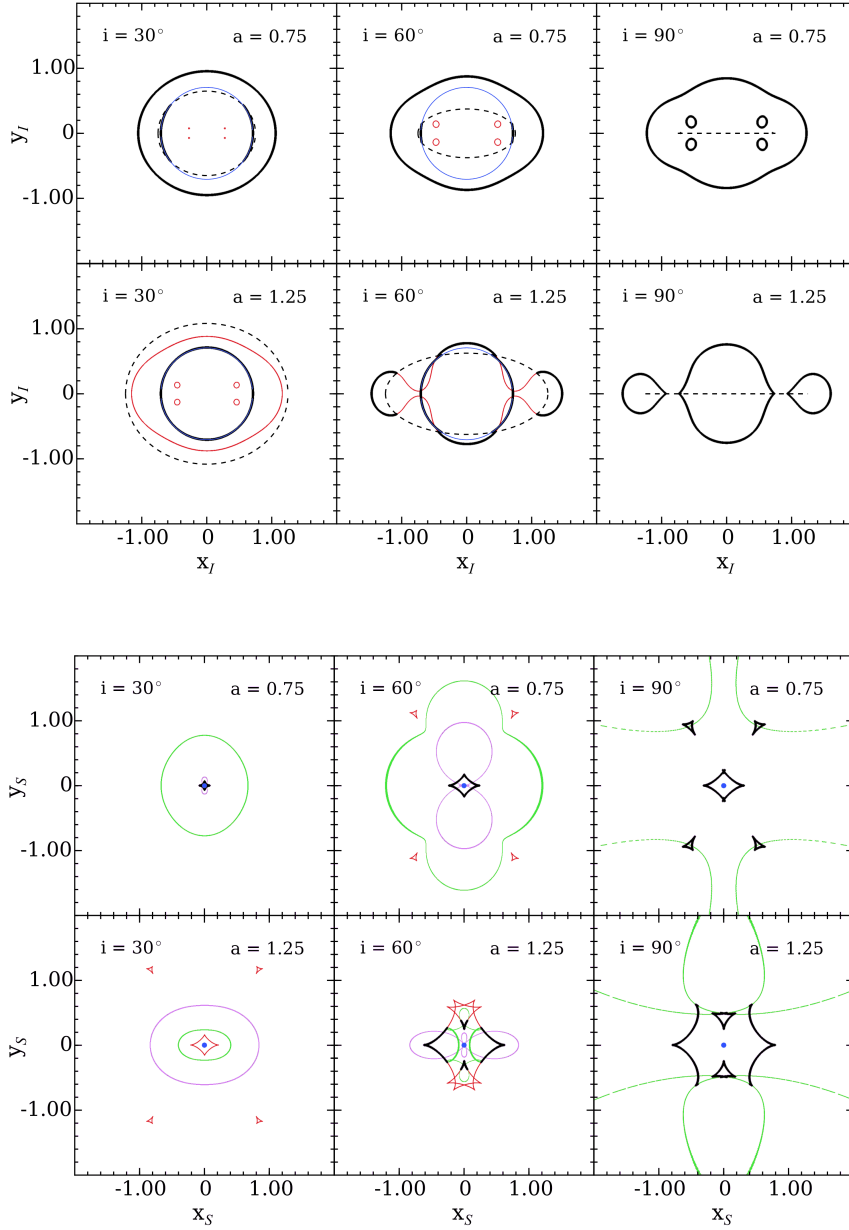 i = 30° a = 0.75 i = 60° a = 0.75 i = 90° a = 0.75
1.00
y_I
0
-1.00
i = 30° a = 1.25 i = 60° a = 1.25 i = 90° a = 1.25
1.00
y_I
0
-1.00
-1.00 0 1.00 -1.00 0 1.00 -1.00 0 1.00
x_I x_I x_I
i = 30° a = 0.75 i = 60° a = 0.75 i = 90° a = 0.75
1.00
y_S
0
-1.00
i = 30° a = 1.25 i = 60° a = 1.25 i = 90° a = 1.25
1.00
y_S
0
-1.00
-1.00 0 1.00 -1.00 0 1.00 -1.00 0 1.00
x_S x_S x_S